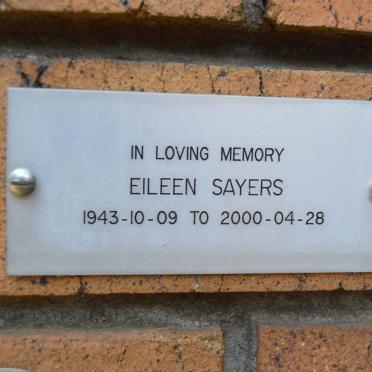 IN LOVING MEMORY
EILEEN SAYERS
1943-10-09 TO 2000-04-28